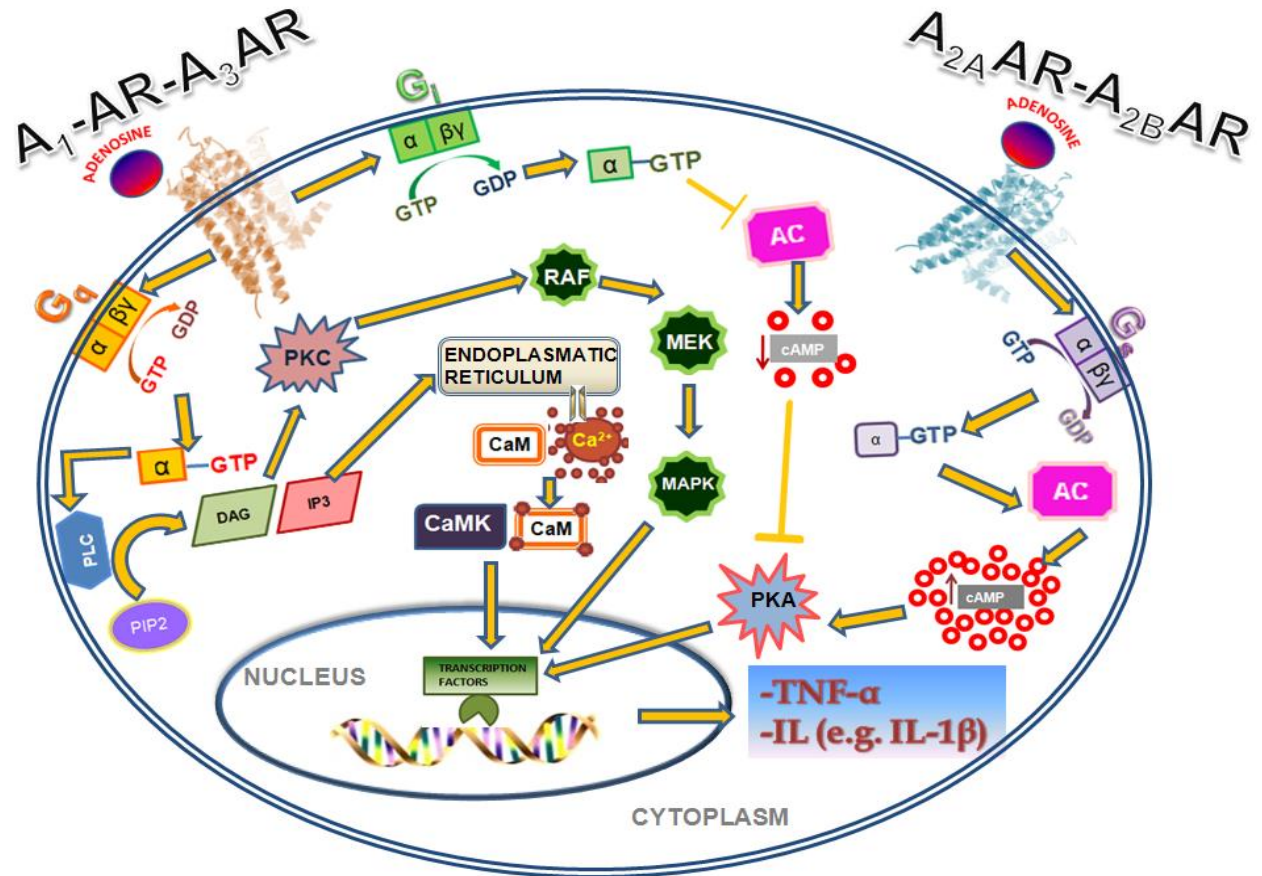 A₁-AR-A₃AR
ADENOSINE
Gi
α βγ
GTP
GDP
α -GTP
AC
cAMP
A₂ₐAR-A₂BAR
ADENOSINE
Gq
α βγ
GDP
GTP
α -GTP
PLC
PIP2
DAG
IP3
PKC
RAF
MEK
MAPK
ENDOPLASMATIC
RETICULUM
CaM
Ca²⁺
CaMK
CaM
Gs
α βγ
GTP
GDP
α -GTP
AC
cAMP
PKA
NUCLEUS
TRANSCRIPTION
FACTORS
-TNF-α
-IL (e.g. IL-1β)
CYTOPLASM